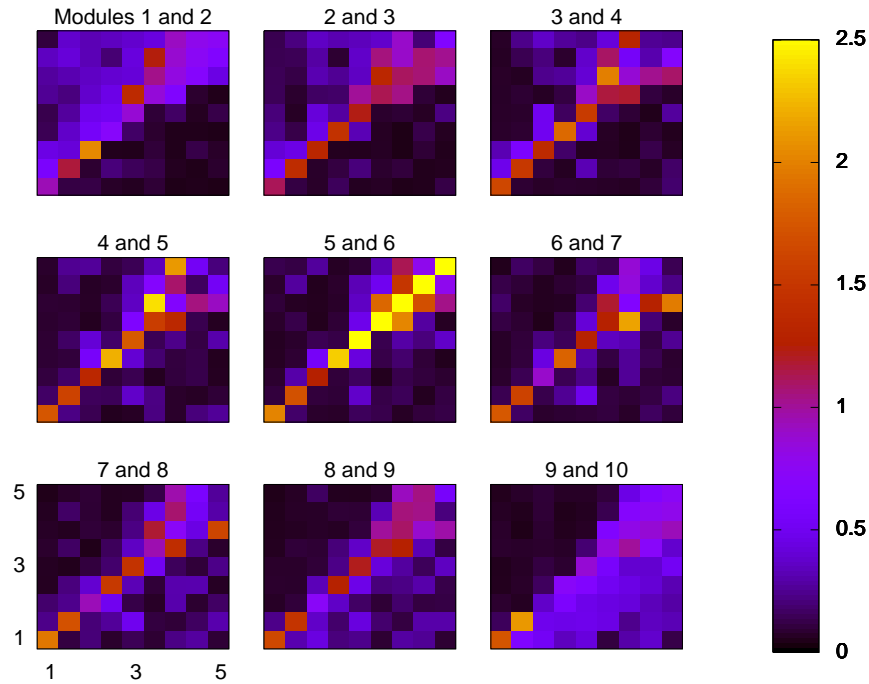 Modules 1 and 2
2 and 3
3 and 4
2.5
2
4 and 5
5 and 6
6 and 7
1.5
1
7 and 8
8 and 9
9 and 10
5
3
1
0.5
0
1
3
5